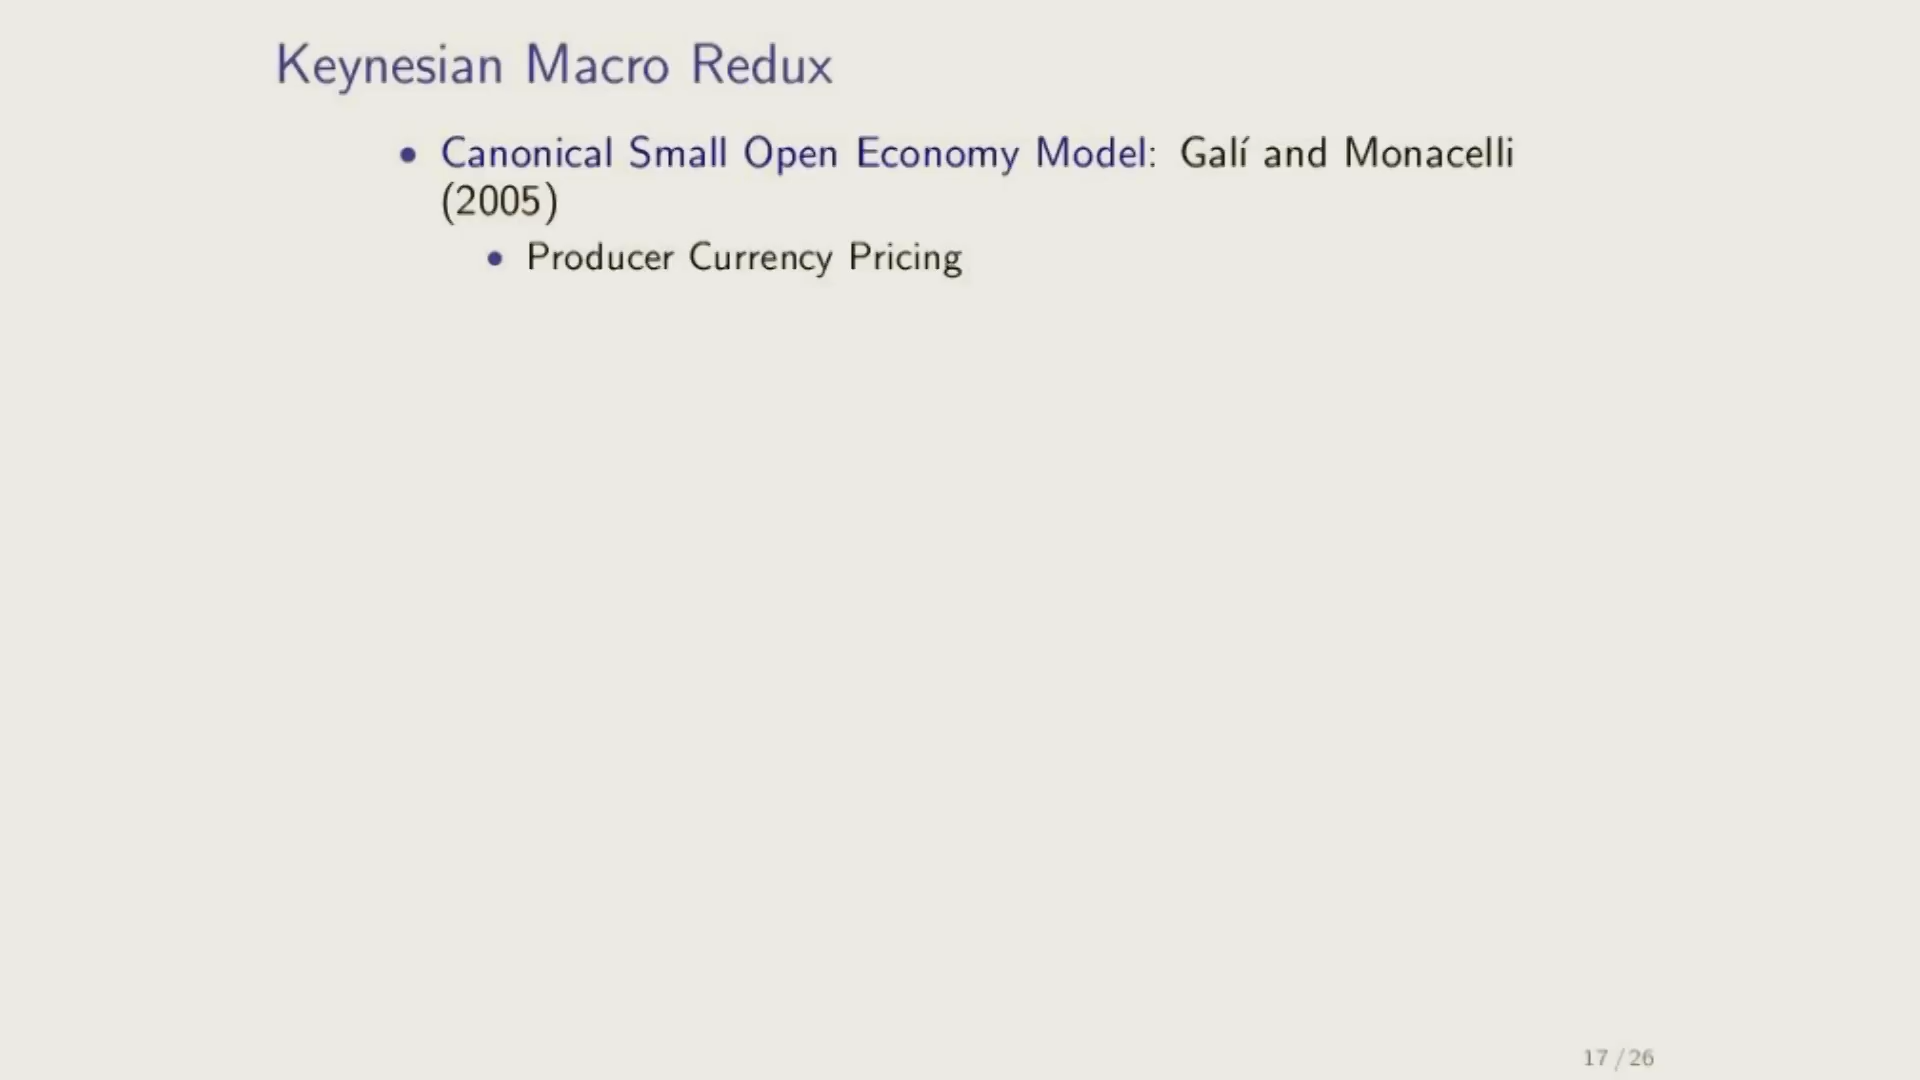 Keynesian Macro Redux
• Canonical Small Open Economy Model: Galí and Monacelli
(2005)
• Producer Currency Pricing
17 / 26